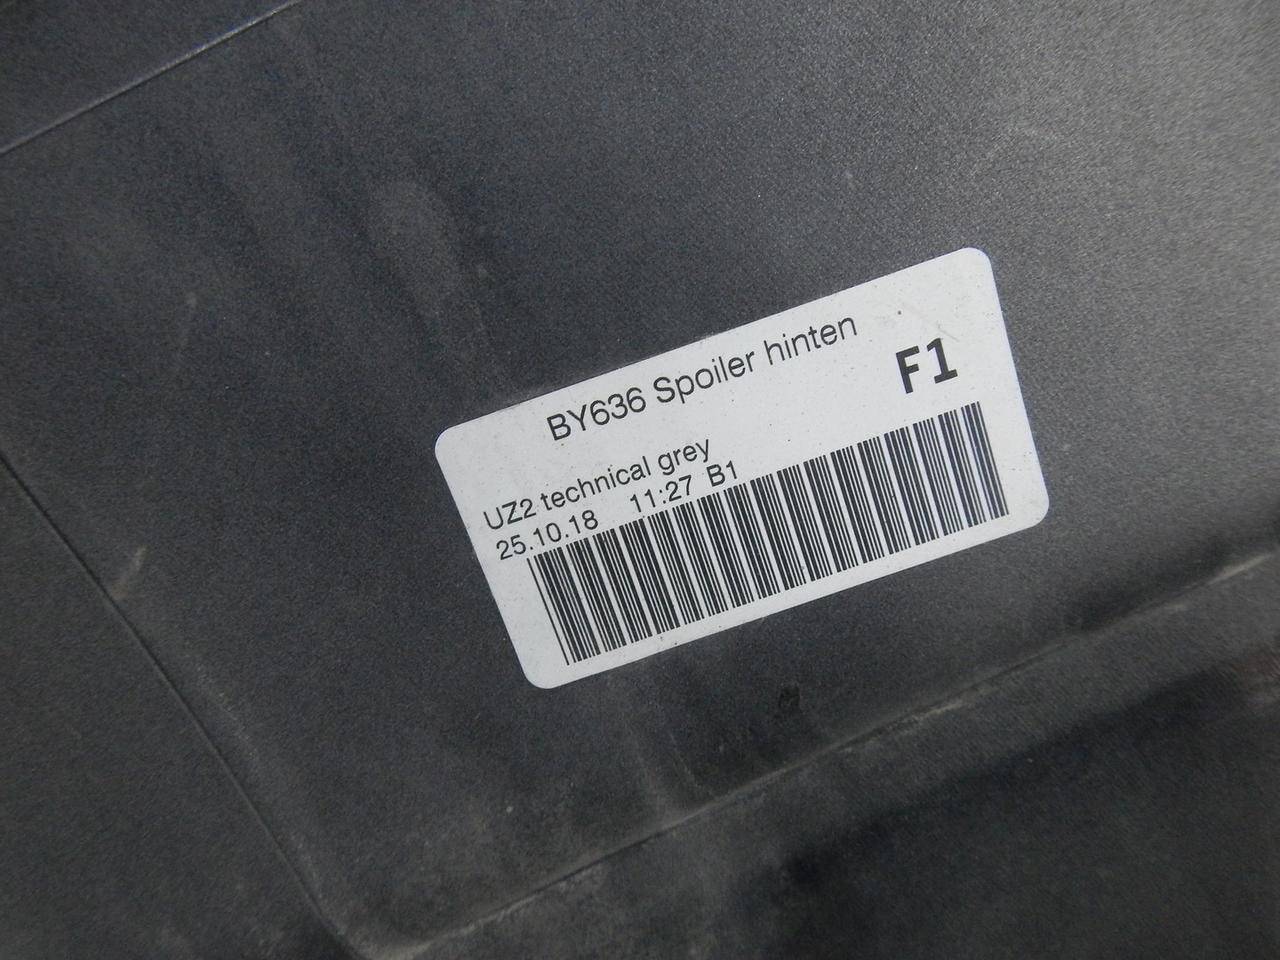 BY636 Spoiler hinten
F1
UZ2 technical grey
25.10.18 11:27 B1